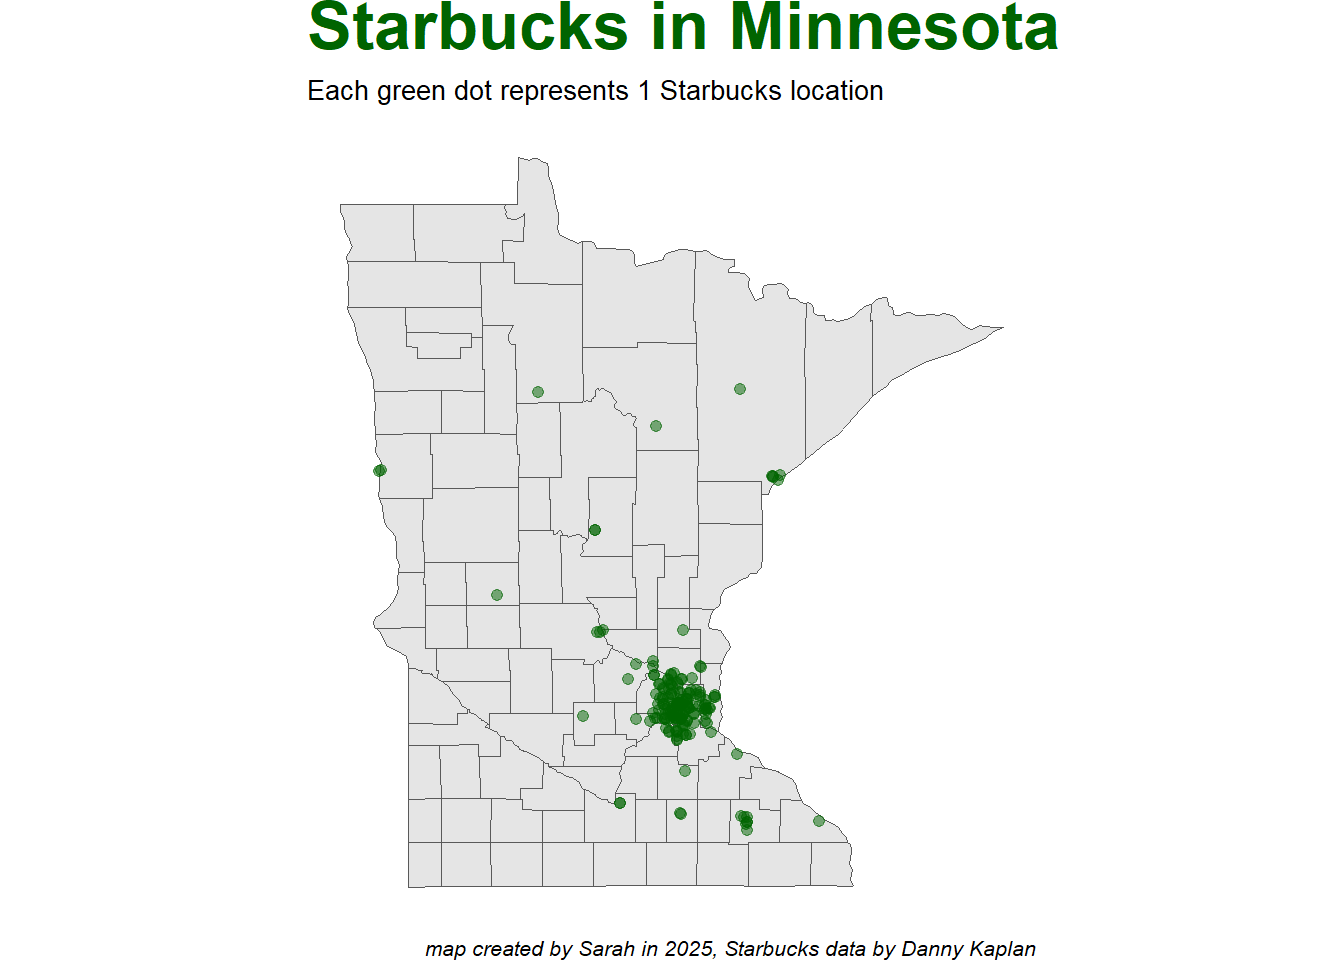 Starbucks in Minnesota
Each green dot represents 1 Starbucks location
map created by Sarah in 2025, Starbucks data by Danny Kaplan